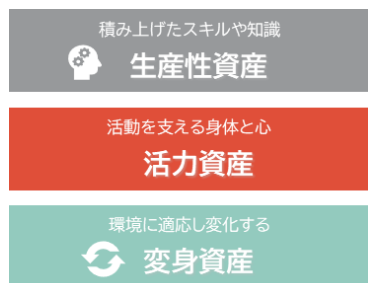 積み上げたスキルや知識
生産性資産
活動を支える身体と心
活力資産
環境に適応し変化する
変身資産